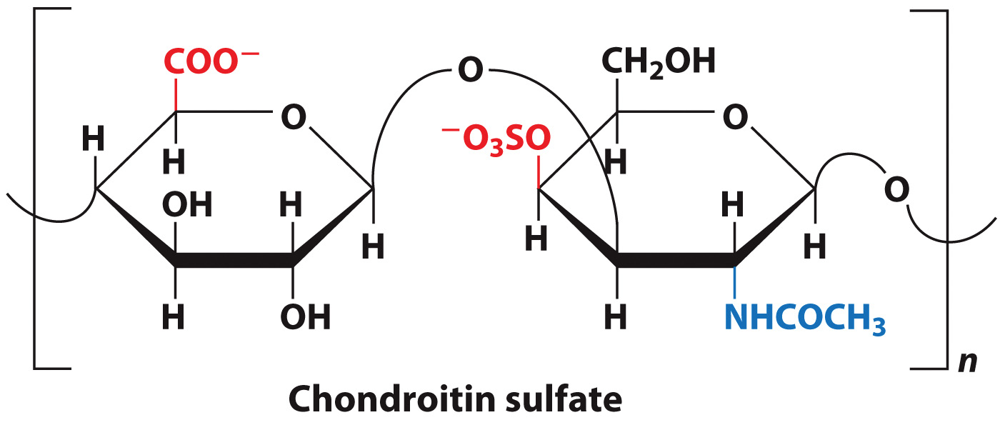 COO⁻ O CH₂OH
H O ⁻O₃SO O
H H
OH H H O
H H H
H OH H NHCOCH₃
n
Chondroitin sulfate